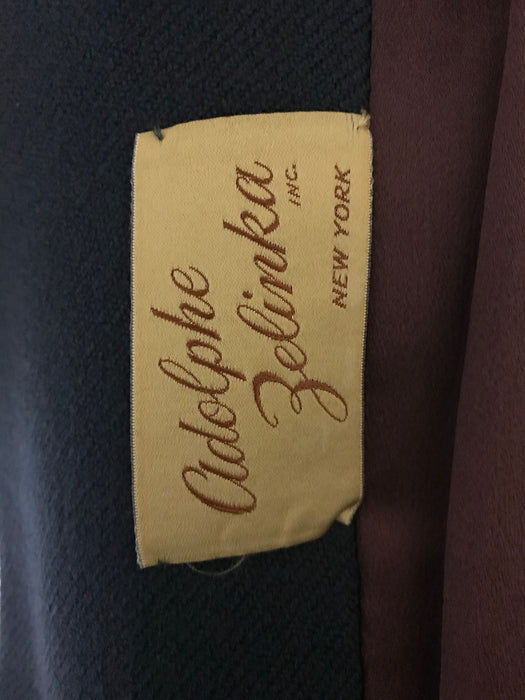 Adolphe
Zelinka
INC.
NEW YORK